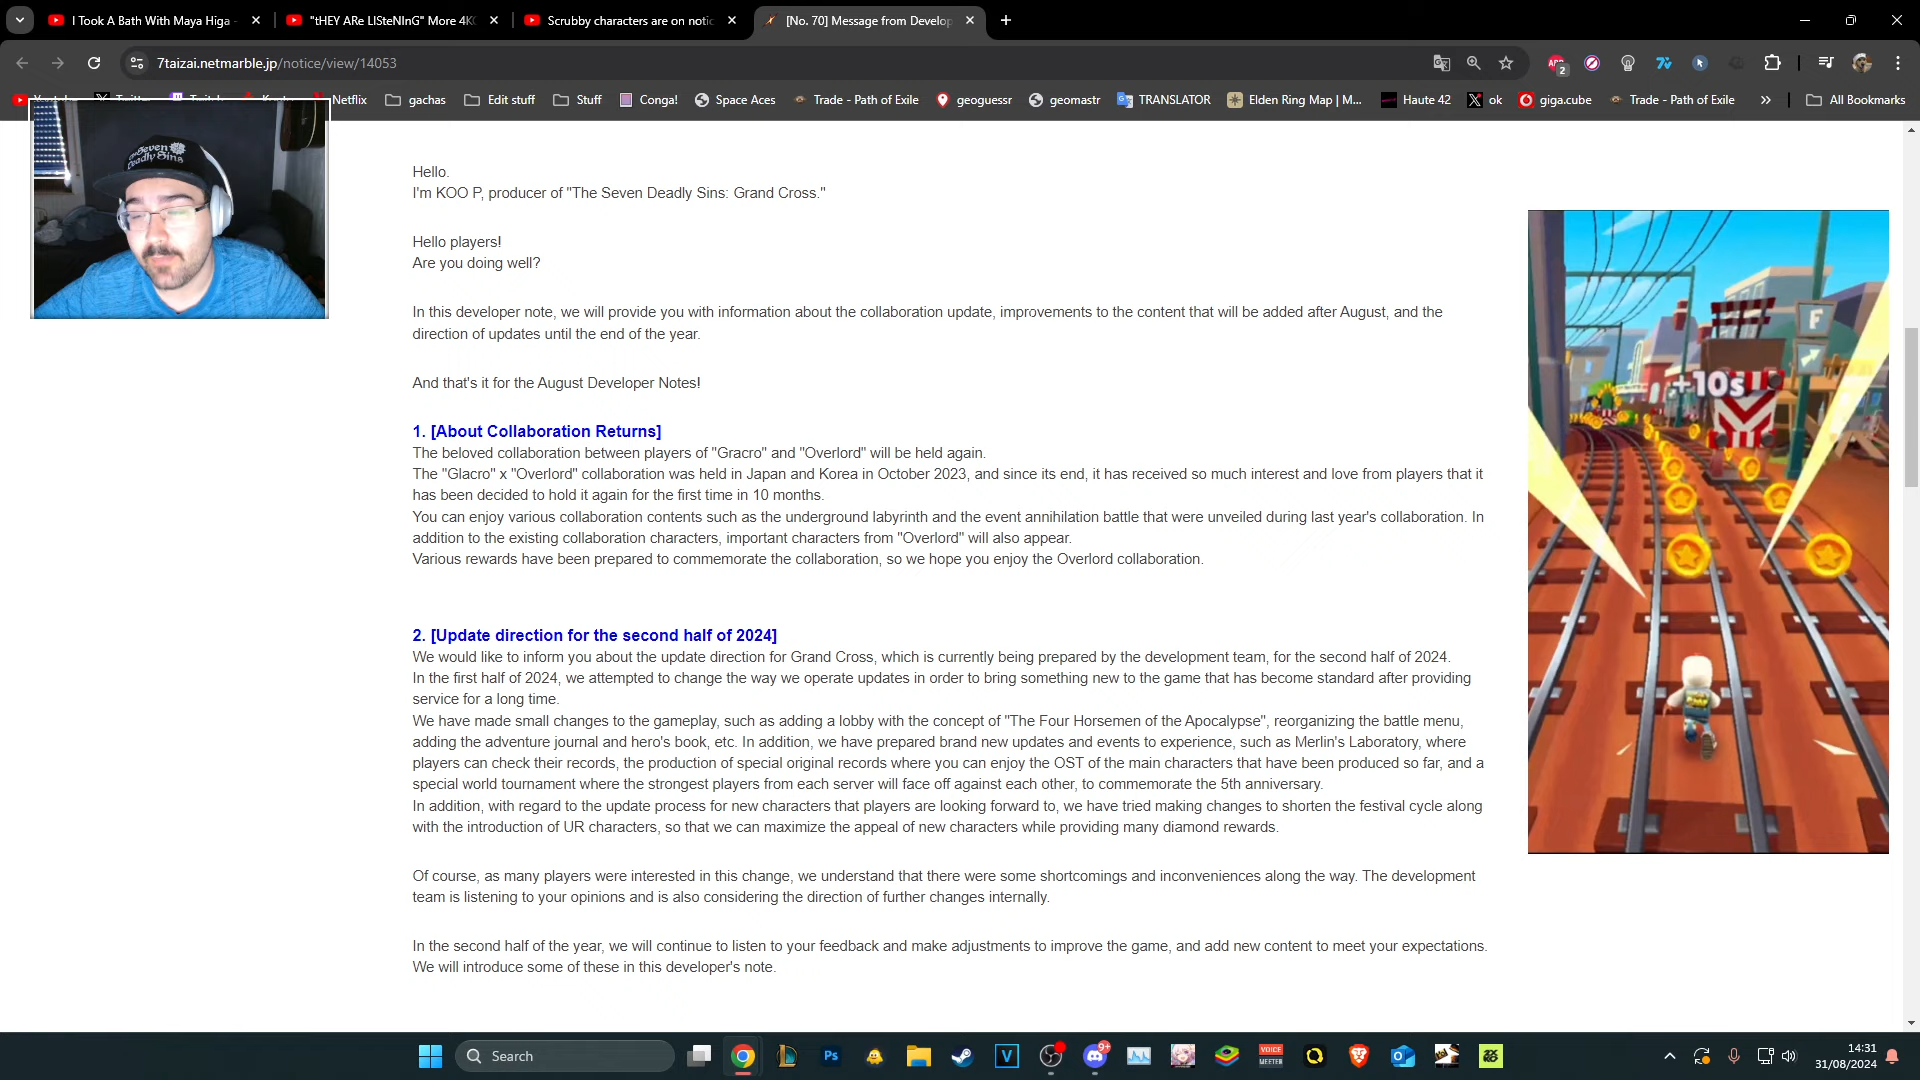 I Took A Bath With Maya Higa -
"tHEY ARe LISteNInG" More 4K
Scrubby characters are on notic
[No. 70] Message from Develop
7taizai.netmarble.jp/notice/view/14053
ABP
2
Netflix
gachas
Edit stuff
Stuff
Conga!
Space Aces
Trade - Path of Exile
geoguessr
geomastr
TRANSLATOR
Elden Ring Map | M...
Haute 42
ok
giga.cube
Trade - Path of Exile
All Bookmarks
Seven
Deadly Sins
Hello.
I'm KOO P, producer of "The Seven Deadly Sins: Grand Cross."
Hello players!
Are you doing well?
In this developer note, we will provide you with information about the collaboration update, improvements to the content that will be added after August, and the
direction of updates until the end of the year.
And that's it for the August Developer Notes!
1. [About Collaboration Returns]
The beloved collaboration between players of "Gracro" and "Overlord" will be held again.
The "Glacro" x "Overlord" collaboration was held in Japan and Korea in October 2023, and since its end, it has received so much interest and love from players that it
has been decided to hold it again for the first time in 10 months.
You can enjoy various collaboration contents such as the underground labyrinth and the event annihilation battle that were unveiled during last year's collaboration. In
addition to the existing collaboration characters, important characters from "Overlord" will also appear.
Various rewards have been prepared to commemorate the collaboration, so we hope you enjoy the Overlord collaboration.
2. [Update direction for the second half of 2024]
We would like to inform you about the update direction for Grand Cross, which is currently being prepared by the development team, for the second half of 2024.
In the first half of 2024, we attempted to change the way we operate updates in order to bring something new to the game that has become standard after providing
service for a long time.
We have made small changes to the gameplay, such as adding a lobby with the concept of "The Four Horsemen of the Apocalypse", reorganizing the battle menu,
adding the adventure journal and hero's book, etc. In addition, we have prepared brand new updates and events to experience, such as Merlin's Laboratory, where
players can check their records, the production of special original records where you can enjoy the OST of the main characters that have been produced so far, and a
special world tournament where the strongest players from each server will face off against each other, to commemorate the 5th anniversary.
In addition, with regard to the update process for new characters that players are looking forward to, we have tried making changes to shorten the festival cycle along
with the introduction of UR characters, so that we can maximize the appeal of new characters while providing many diamond rewards.
Of course, as many players were interested in this change, we understand that there were some shortcomings and inconveniences along the way. The development
team is listening to your opinions and is also considering the direction of further changes internally.
In the second half of the year, we will continue to listen to your feedback and make adjustments to improve the game, and add new content to meet your expectations.
We will introduce some of these in this developer's note.
F
+10s
Search
Ps
V
9+
VOICE
MEETER
14:31
31/08/2024